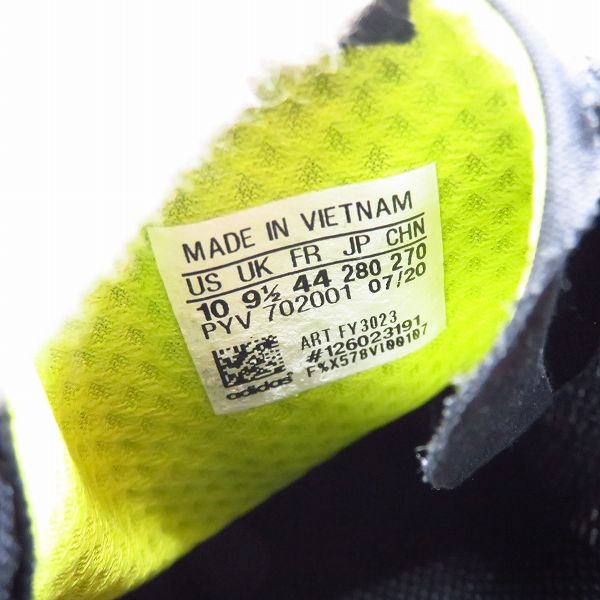 MADE IN VIETNAM
US UK FR JP CHN
10 9½ 44 280 270
PYV 702001 07/20
ART FY3023
#126023191
F%X578Vi00107
adidas